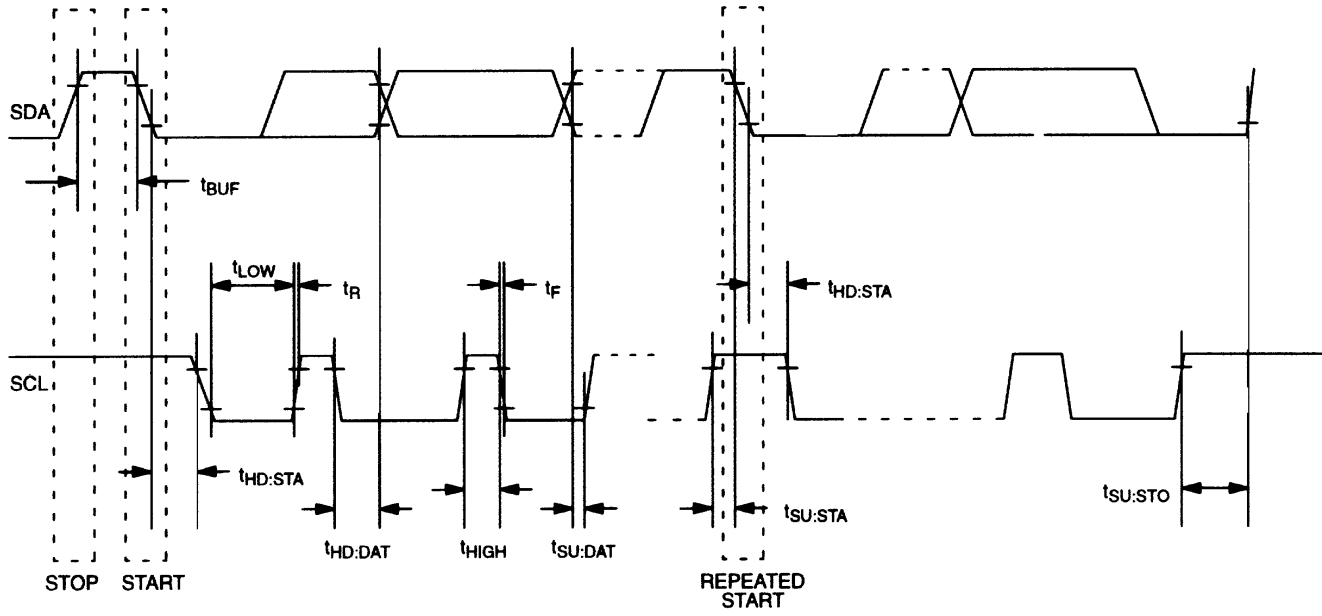 SDA
tBUF
tLOW
tR
tF
tHD:STA
SCL
tHD:STA
tHD:DAT
tHIGH
tSU:DAT
tSU:STA
tSU:STO
STOP
START
REPEATED
START